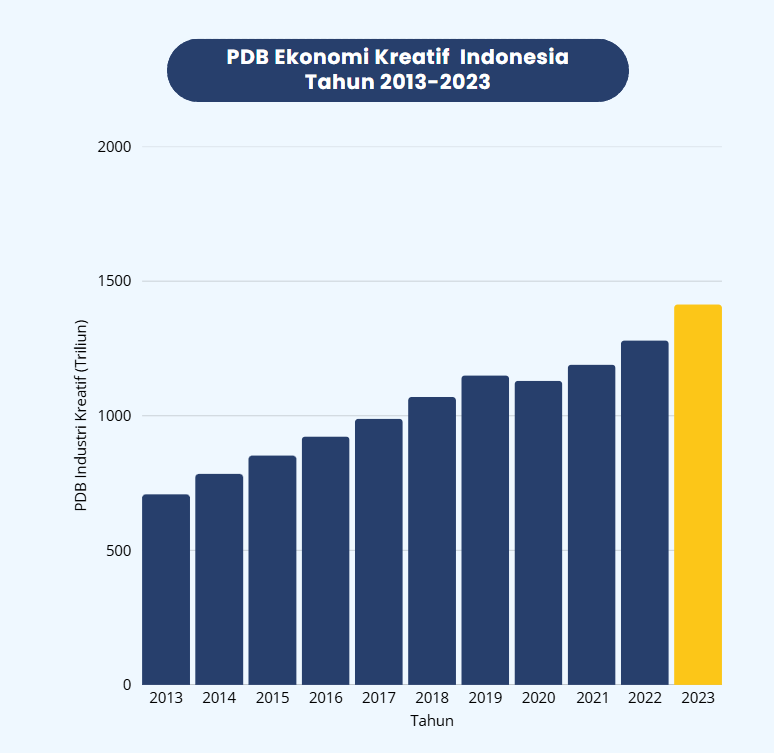 PDB Ekonomi Kreatif Indonesia
Tahun 2013-2023
2000
1500
1000
500
0
PDB Industri Kreatif (Triliun)
2013 2014 2015 2016 2017 2018 2019 2020 2021 2022 2023
Tahun